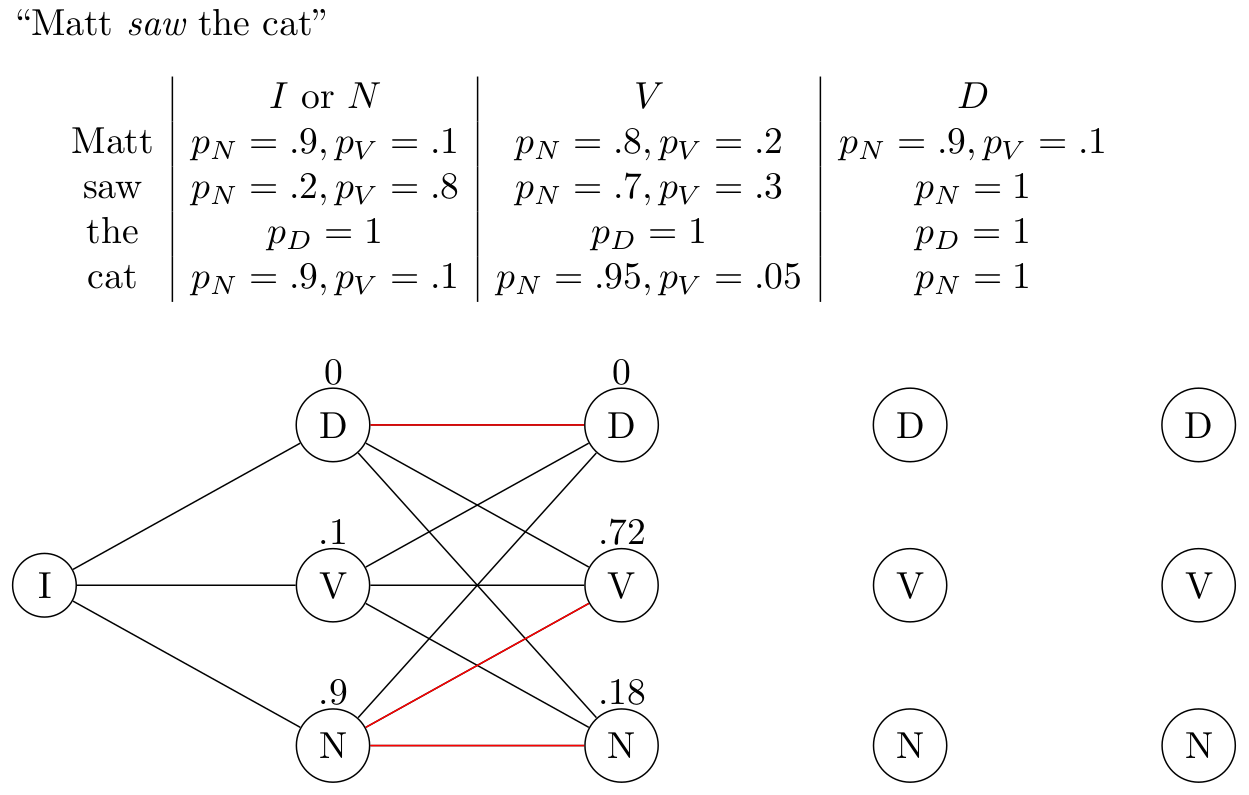 “Matt saw the cat”
I or N V D
Matt p_N = .9, p_V = .1 p_N = .8, p_V = .2 p_N = .9, p_V = .1
saw p_N = .2, p_V = .8 p_N = .7, p_V = .3 p_N = 1
the p_D = 1 p_D = 1 p_D = 1
cat p_N = .9, p_V = .1 p_N = .95, p_V = .05 p_N = 1
0 0
D D D D
.1 .72
I V V V V
.9 .18
N N N N